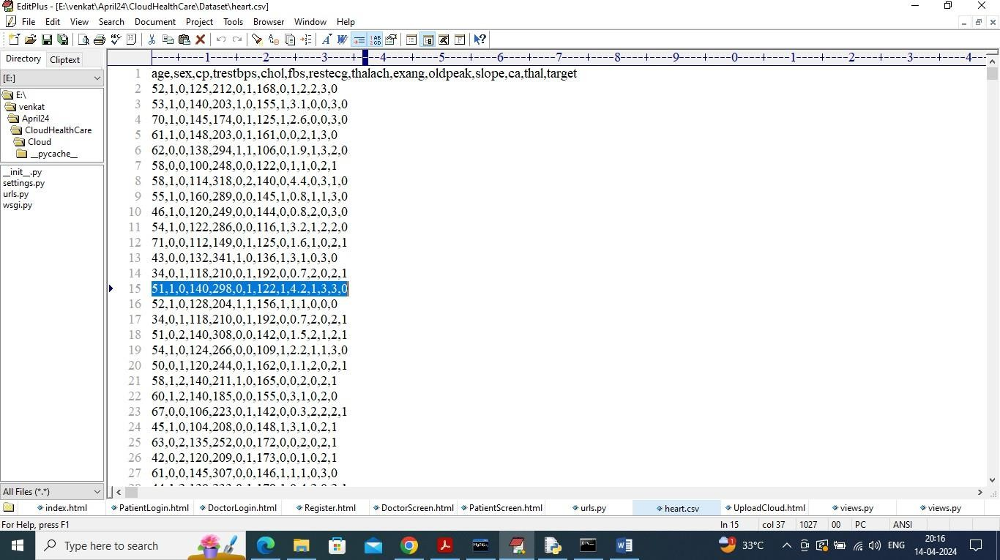 EditPlus - [E:\venkat\April24\CloudHealthCare\Dataset\heart.csv]
File Edit View Search Document Project Tools Browser Window Help
Directory Cliptext
[E:]
E:\
venkat
April24
CloudHealthCare
Cloud
__pycache__
__init__.py
settings.py
urls.py
wsgi.py
All Files (*.*)
----+----1----+----2----+----3----+----4----+----5----+----6----+----7----+----8----+----9----+----0----+----1----+----2----+----3----+----4--
1 age,sex,cp,trestbps,chol,fbs,restecg,thalach,exang,oldpeak,slope,ca,thal,target
2 52,1,0,125,212,0,1,168,0,1,2,2,3,0
3 53,1,0,140,203,1,0,155,1,3.1,0,0,3,0
4 70,1,0,145,174,0,1,125,1,2.6,0,0,3,0
5 61,1,0,148,203,0,1,161,0,0,2,1,3,0
6 62,0,0,138,294,1,1,106,0,1.9,1,3,2,0
7 58,0,0,100,248,0,0,122,0,1,1,0,2,1
8 58,1,0,114,318,0,2,140,0,4.4,0,3,1,0
9 55,1,0,160,289,0,0,145,1,0.8,1,1,3,0
10 46,1,0,120,249,0,0,144,0,0.8,2,0,3,0
11 54,1,0,122,286,0,0,116,1,3.2,1,2,2,0
12 71,0,0,112,149,0,1,125,0,1.6,1,0,2,1
13 43,0,0,132,341,1,0,136,1,3,1,0,3,0
14 34,0,1,118,210,0,1,192,0,0.7,2,0,2,1
15 51,1,0,140,298,0,1,122,1,4.2,1,3,3,0
16 52,1,0,128,204,1,1,156,1,1,1,0,0,0
17 34,0,1,118,210,0,1,192,0,0.7,2,0,2,1
18 51,0,2,140,308,0,0,142,0,1.5,2,1,2,1
19 54,1,0,124,266,0,0,109,1,2.2,1,1,3,0
20 50,0,1,120,244,0,1,162,0,1.1,2,0,2,1
21 58,1,2,140,211,1,0,165,0,0,2,0,2,1
22 60,1,2,140,185,0,0,155,0,3,1,0,2,0
23 67,0,0,106,223,0,1,142,0,0.3,2,2,2,1
24 45,1,0,104,208,0,0,148,1,3,1,0,2,1
25 63,0,2,135,252,0,0,172,0,0,2,0,2,1
26 42,0,2,120,209,0,1,173,0,0,1,0,2,1
27 61,0,0,145,307,0,0,146,1,1,1,0,3,0
index.html PatientLogin.html DoctorLogin.html Register.html DoctorScreen.html PatientScreen.html urls.py heart.csv UploadCloud.html views.py views.py
For Help, press F1 ln 15 col 37 1027 00 PC ANSI
Type here to search 33°C ENG 20:16
14-04-2024